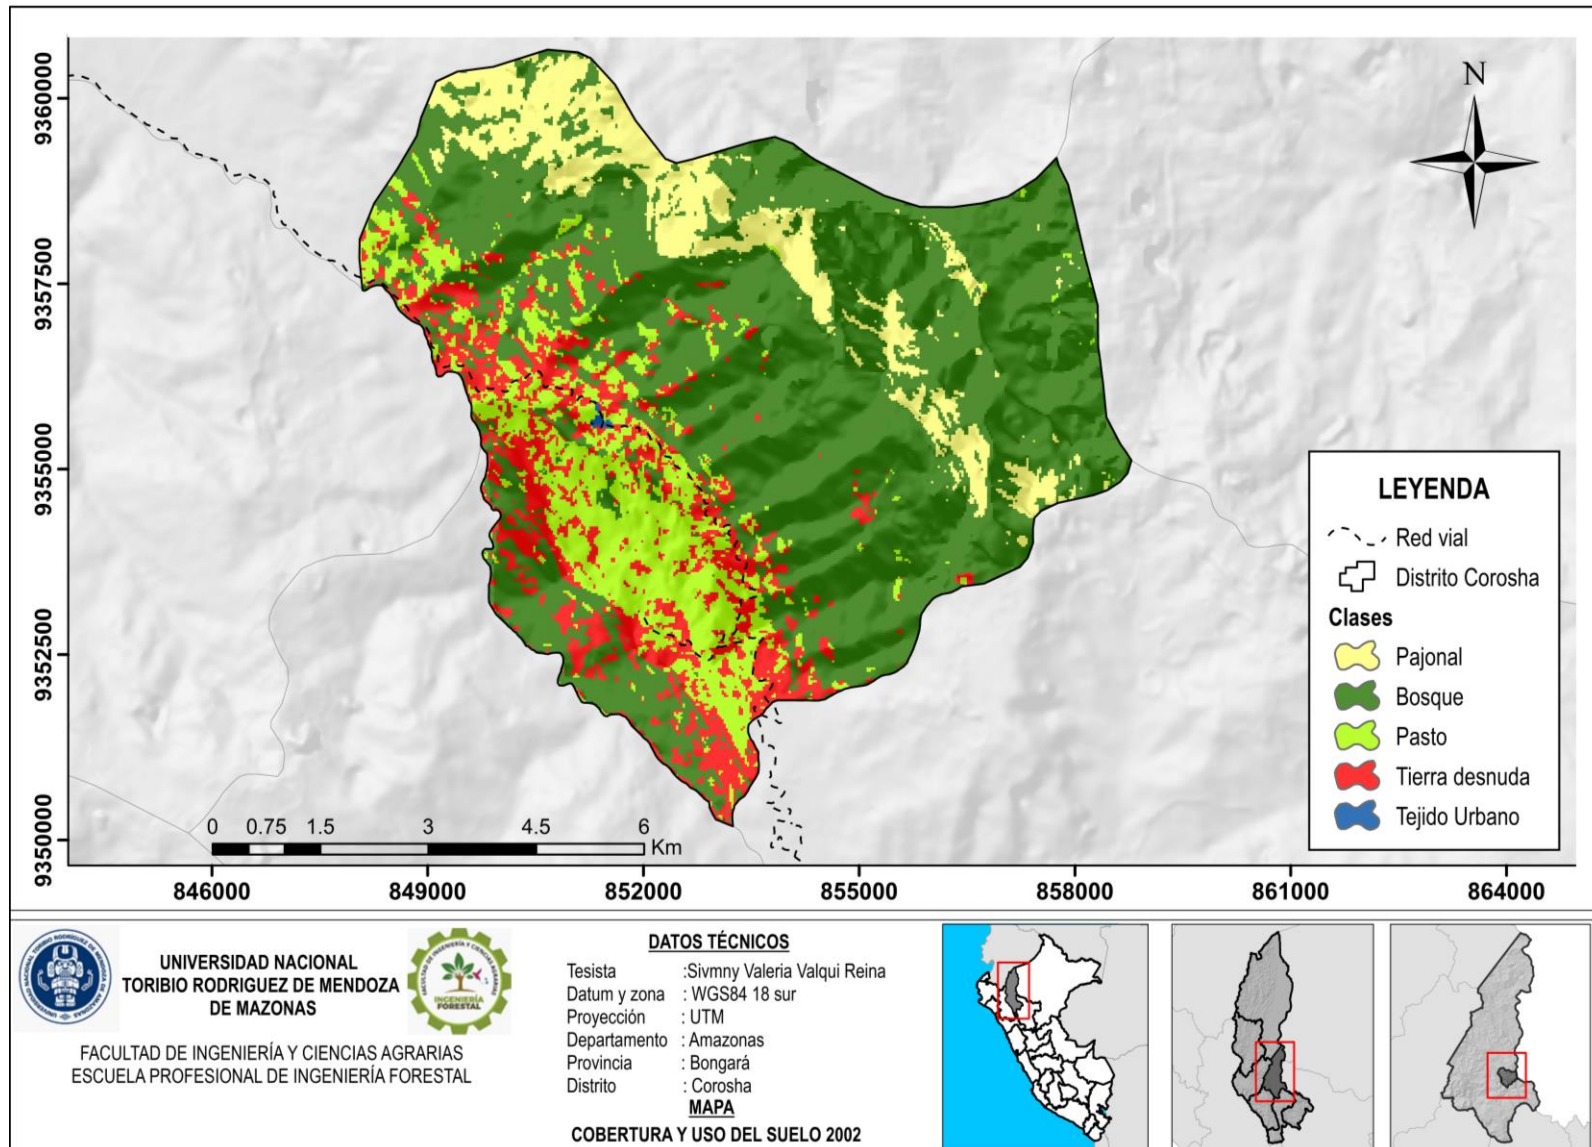 9360000
9357500
9355000
9352500
9350000
N
0 0.75 1.5 3 4.5 6
Km
846000 849000 852000 855000 858000 861000 864000
LEYENDA
Red vial
Distrito Corosha
Clases
Pajonal
Bosque
Pasto
Tierra desnuda
Tejido Urbano
UNIVERSIDAD NACIONAL
TORIBIO RODRIGUEZ DE MENDOZA
DE MAZONAS
INGENIERÍA
FORESTAL
FACULTAD DE INGENIERÍA Y CIENCIAS AGRARIAS
ESCUELA PROFESIONAL DE INGENIERÍA FORESTAL
DATOS TÉCNICOS
Tesista :Sivmny Valeria Valqui Reina
Datum y zona : WGS84 18 sur
Proyección : UTM
Departamento : Amazonas
Provincia : Bongará
Distrito : Corosha
MAPA
COBERTURA Y USO DEL SUELO 2002